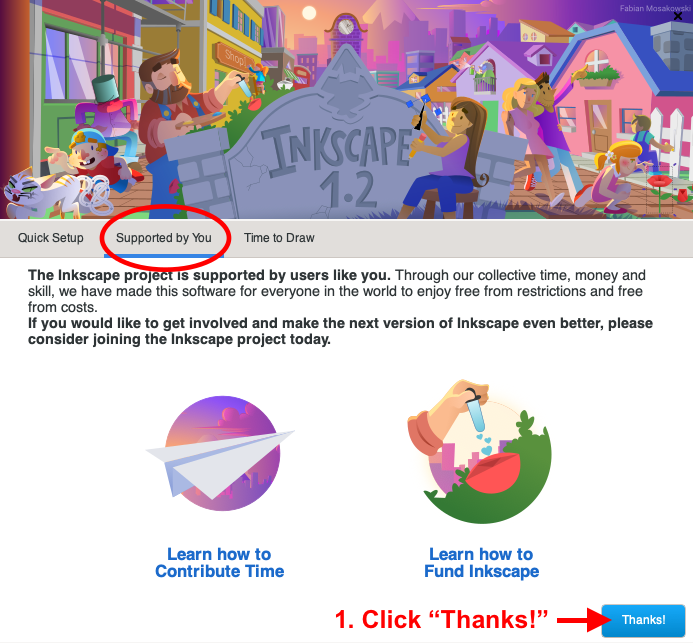 Fabian Mosakowski
Shop
INKSCAPE
1.2
Quick Setup
Supported by You
Time to Draw
The Inkscape project is supported by users like you. Through our collective time, money and
skill, we have made this software for everyone in the world to enjoy free from restrictions and free
from costs.
If you would like to get involved and make the next version of Inkscape even better, please
consider joining the Inkscape project today.
Learn how to
Contribute Time
Learn how to
Fund Inkscape
1. Click “Thanks!”
Thanks!